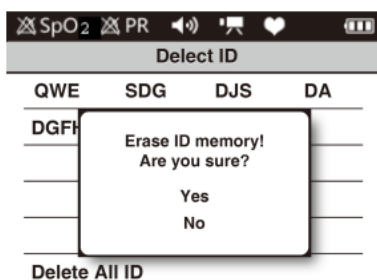 SpO2 PR
Delect ID
QWE SDG DJS DA
DGFH
Erase ID memory!
Are you sure?
Yes
No
Delete All ID